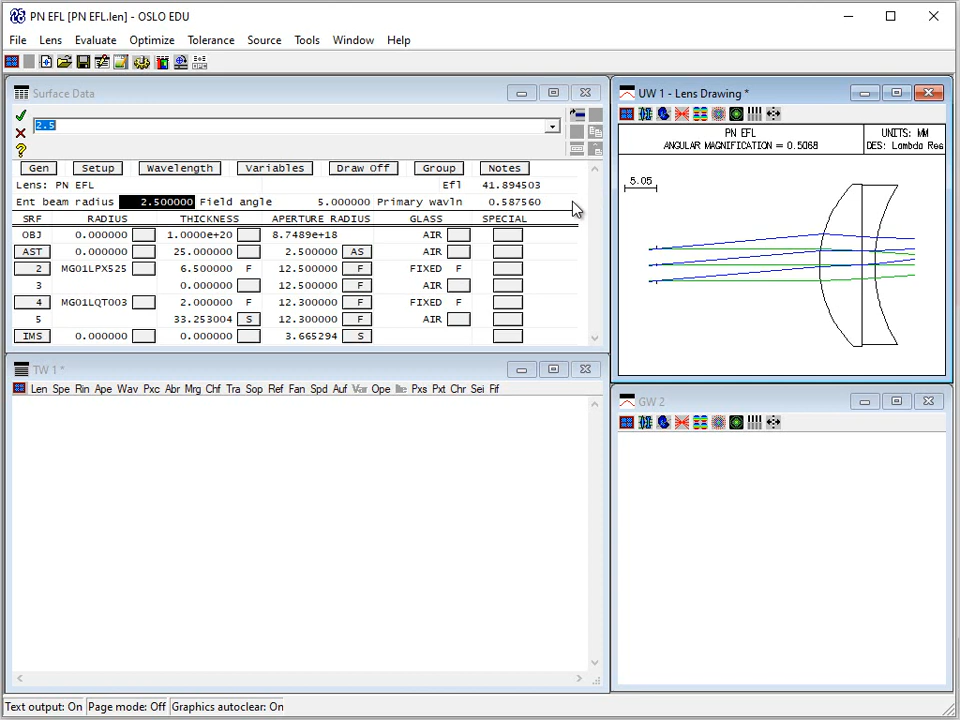 PN EFL [PN EFL.len] - OSLO EDU
File Lens Evaluate Optimize Tolerance Source Tools Window Help
Surface Data
2.5
Gen Setup Wavelength Variables Draw Off Group Notes
Lens: PN EFL Efl 41.894503
Ent beam radius 2.500000 Field angle 5.000000 Primary wavln 0.587560
SRF RADIUS THICKNESS APERTURE RADIUS GLASS SPECIAL
OBJ 0.000000 1.0000e+20 8.7489e+18 AIR
AST 0.000000 25.000000 2.500000 AS AIR
2 MG01LPX525 6.500000 F 12.500000 F FIXED F
3 0.000000 12.500000 F AIR
4 MG01LQT003 2.000000 F 12.300000 F FIXED F
5 33.253004 S 12.300000 F AIR
IMS 0.000000 0.000000 3.665294 S
UW 1 - Lens Drawing *
PN EFL
ANGULAR MAGNIFICATION = 0.5068
UNITS: MM
DES: Lambda Res
5.05
TW 1 *
Len Spe Rin Ape Wav Pxc Abr Mrg Chf Tra Sop Ref Fan Spd Auf Var Ope Ite Pxs Pxt Chr Sei Fif
GW 2
Text output: On Page mode: Off Graphics autoclear: On